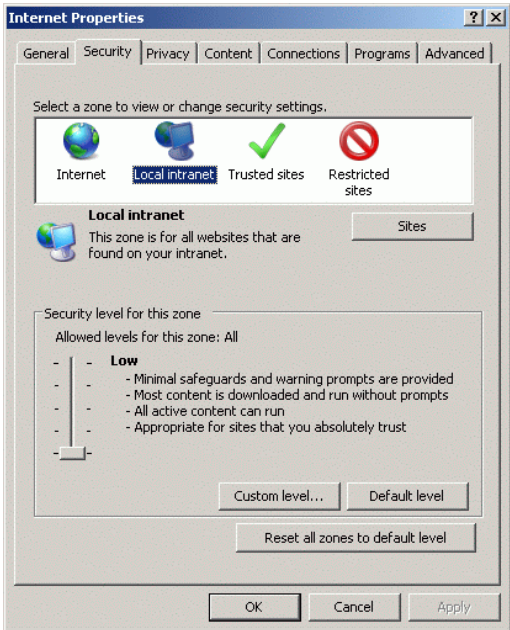 Internet Properties
General Security Privacy Content Connections Programs Advanced
Select a zone to view or change security settings.
Internet Local intranet Trusted sites Restricted sites
Local intranet
This zone is for all websites that are
found on your intranet.
Sites
Security level for this zone
Allowed levels for this zone: All
Low
- Minimal safeguards and warning prompts are provided
- Most content is downloaded and run without prompts
- All active content can run
- Appropriate for sites that you absolutely trust
Custom level... Default level
Reset all zones to default level
OK Cancel Apply